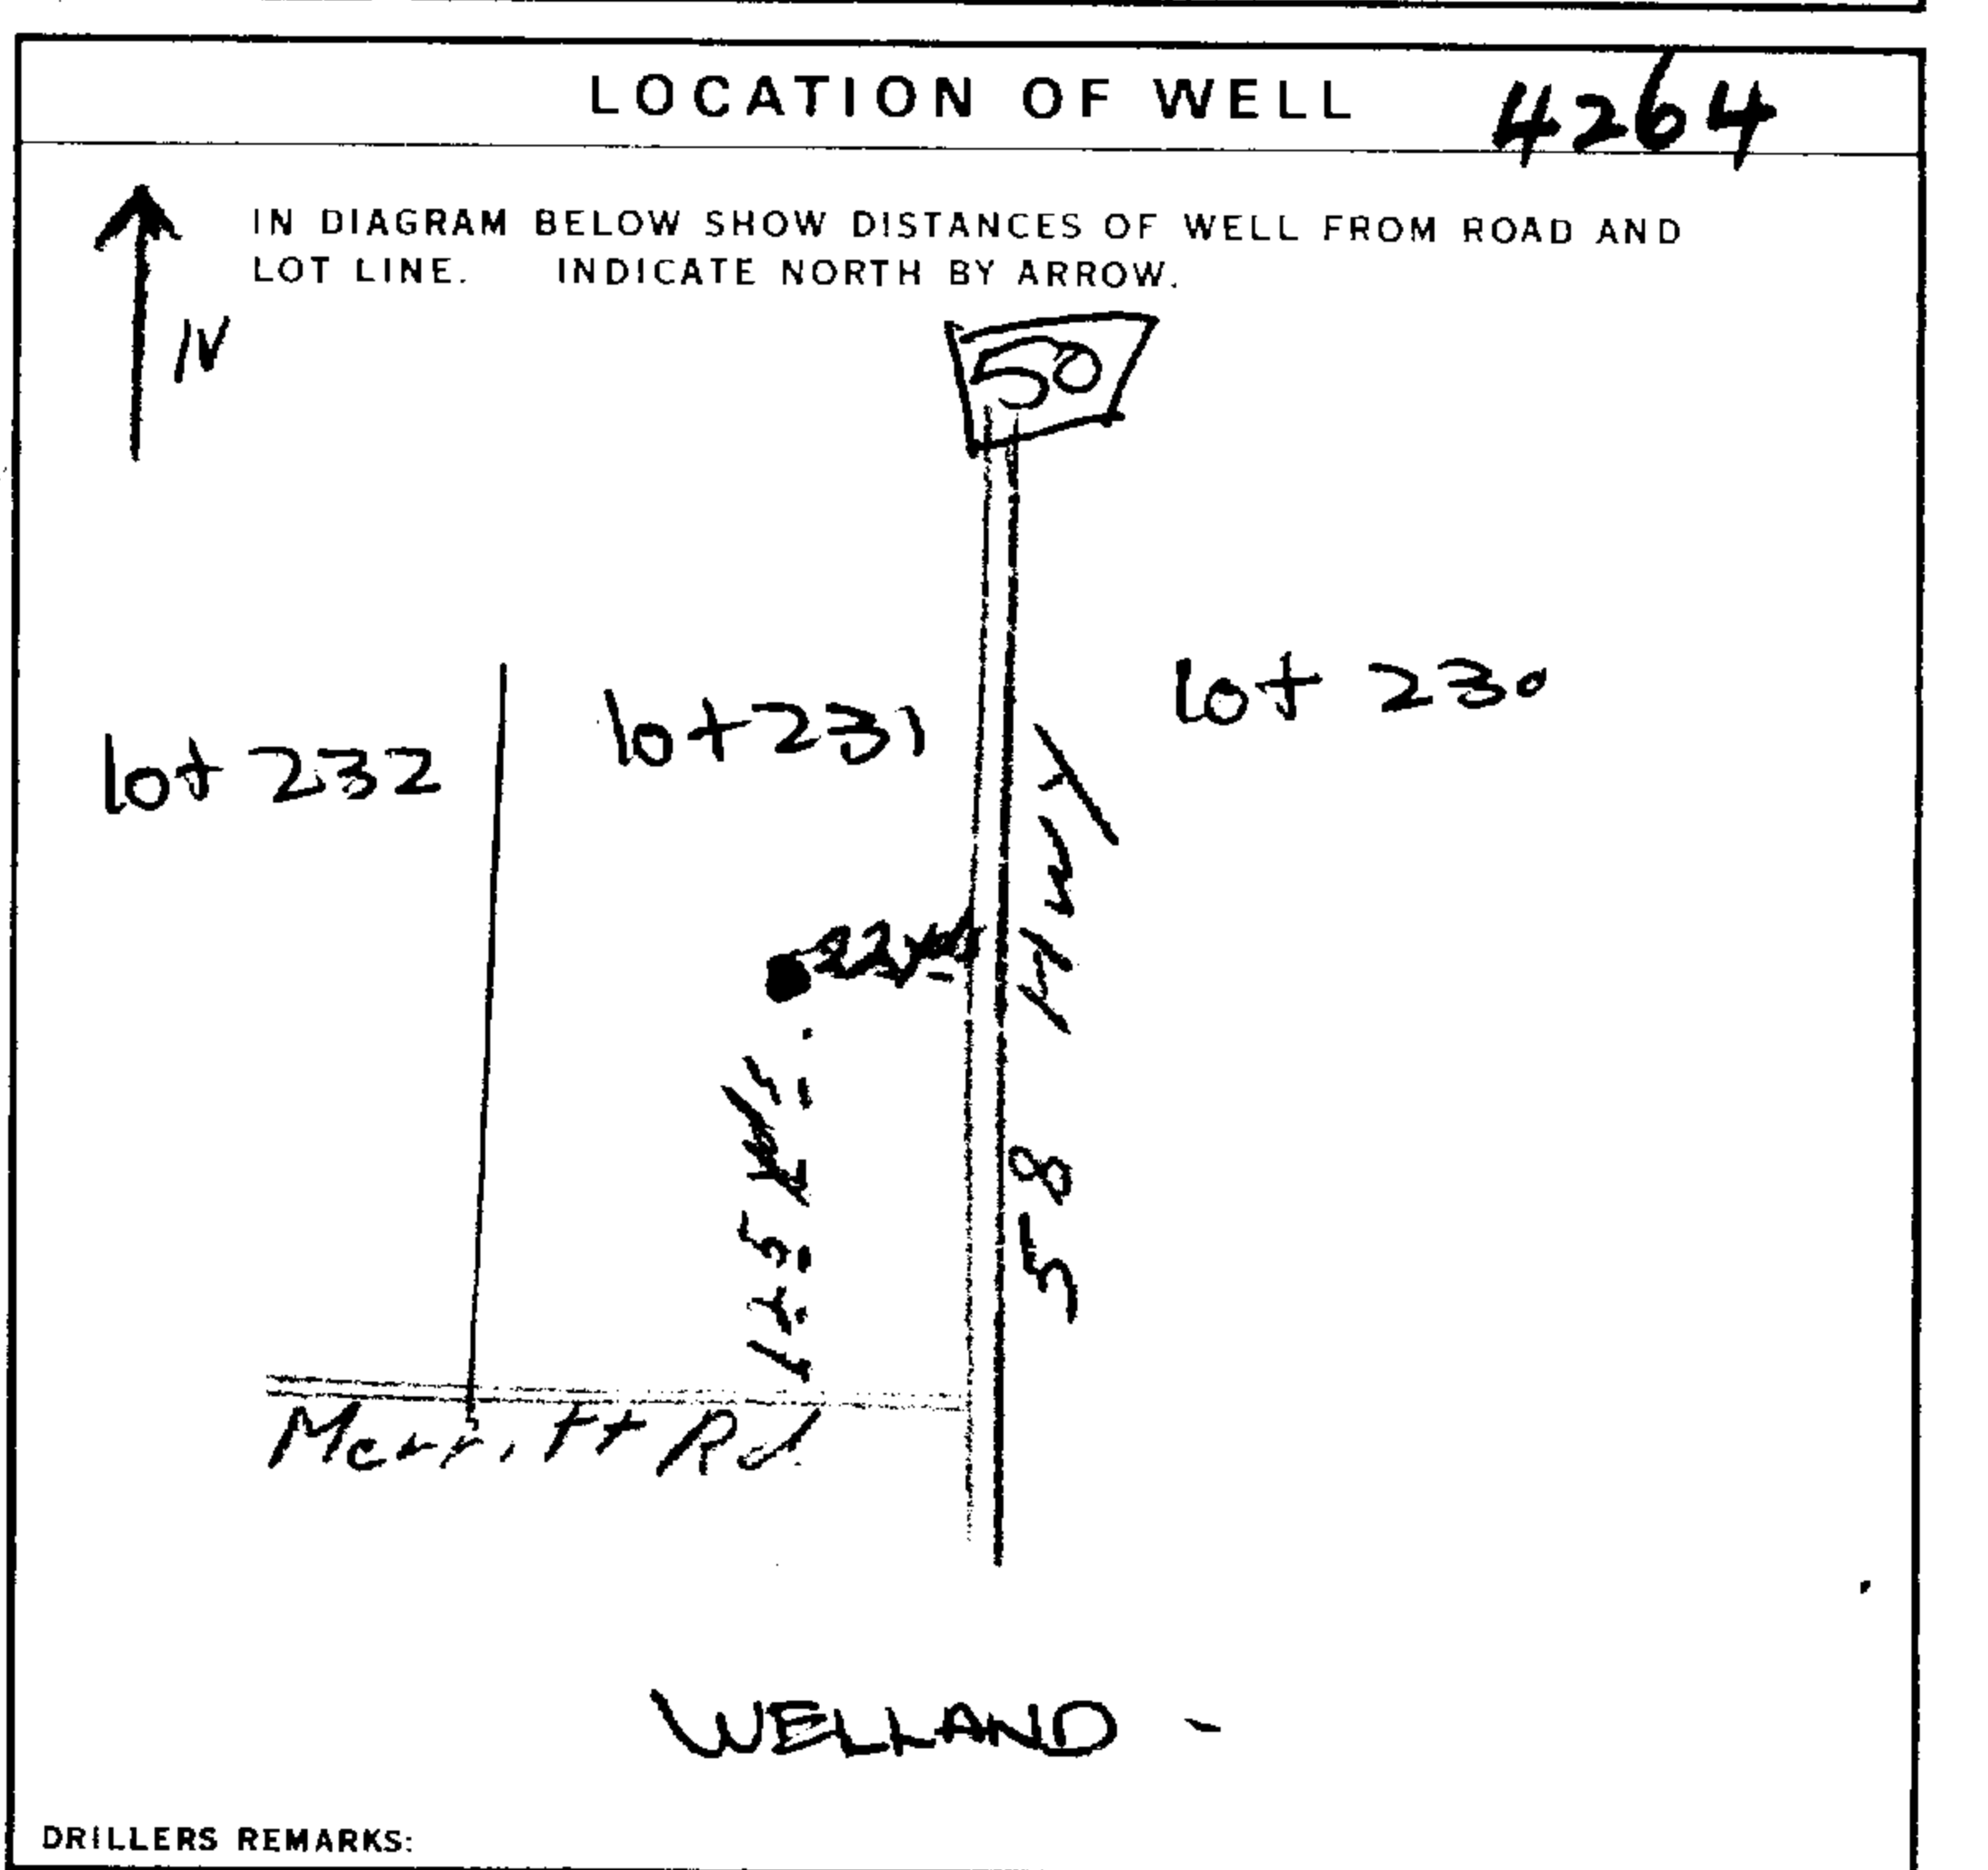 LOCATION OF WELL 4264
IN DIAGRAM BELOW SHOW DISTANCES OF WELL FROM ROAD AND
LOT LINE. INDICATE NORTH BY ARROW.
N
50
lot 230
lot 231
lot 232
58 HWY
Merritt Rd.
WELLAND -
DRILLERS REMARKS: